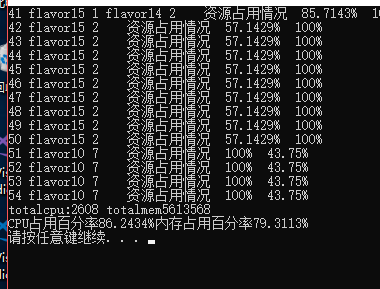 41 flavor15 1 flavor14 2 资源占用情况 85.7143%
42 flavor15 2 资源占用情况 57.1429% 100%
43 flavor15 2 资源占用情况 57.1429% 100%
44 flavor15 2 资源占用情况 57.1429% 100%
45 flavor15 2 资源占用情况 57.1429% 100%
46 flavor15 2 资源占用情况 57.1429% 100%
47 flavor15 2 资源占用情况 57.1429% 100%
48 flavor15 2 资源占用情况 57.1429% 100%
49 flavor15 2 资源占用情况 57.1429% 100%
50 flavor15 2 资源占用情况 57.1429% 100%
51 flavor10 7 资源占用情况 100% 43.75%
52 flavor10 7 资源占用情况 100% 43.75%
53 flavor10 7 资源占用情况 100% 43.75%
54 flavor10 7 资源占用情况 100% 43.75%
totalcpu:2608 totalmem5613568
CPU占用百分率86.2434%内存占用百分率79.3113%
请按任意键继续. . .